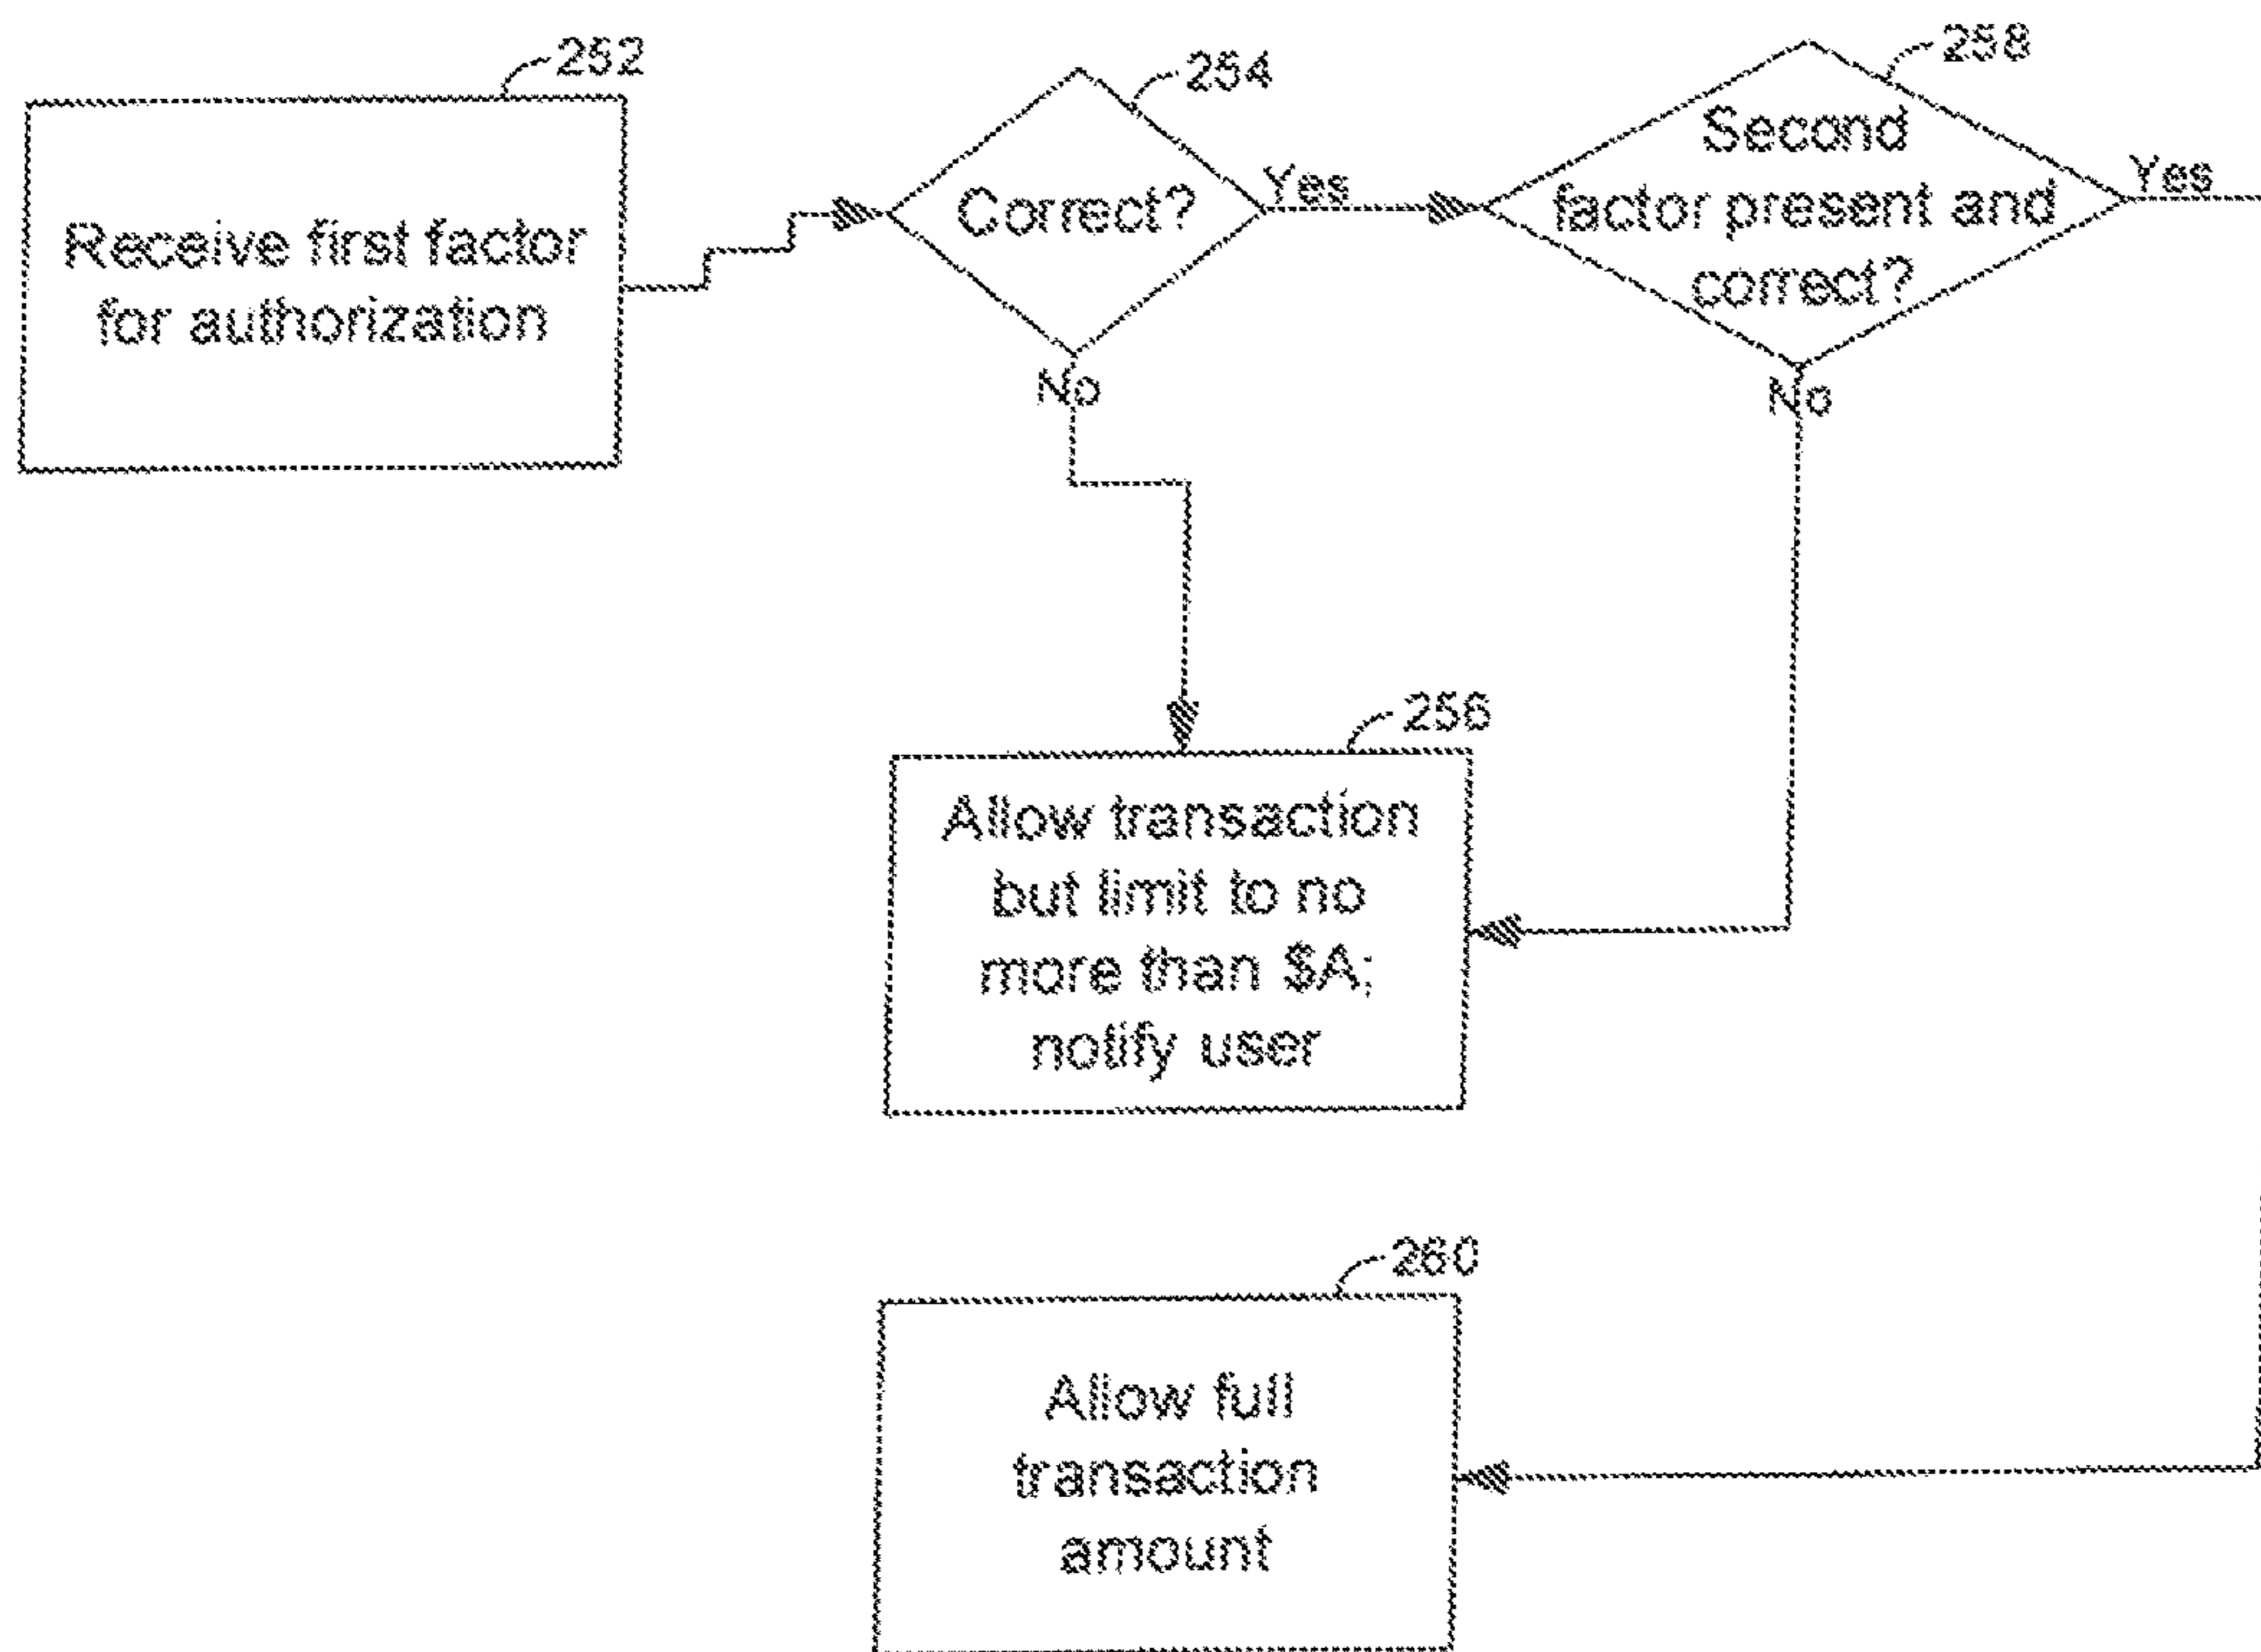 252
Receive first factor
for authorization
254
Correct?
Yes
No
258
Second
factor present and
correct?
Yes
No
256
Allow transaction
but limit to no
more than $A;
notify user
260
Allow full
transaction
amount